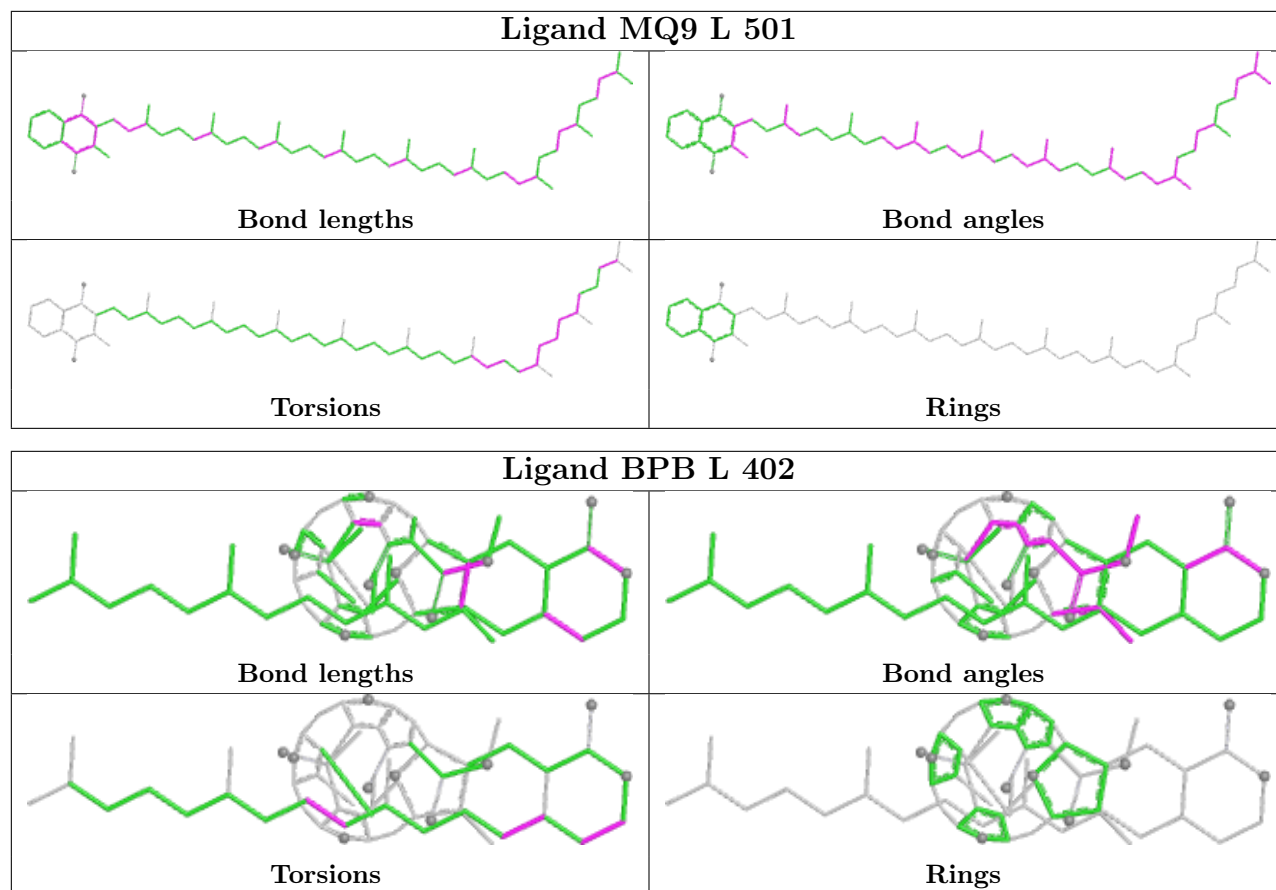 Ligand MQ9 L 501
Bond lengths
Bond angles
Torsions
Rings
Ligand BPB L 402
Bond lengths
Bond angles
Torsions
Rings